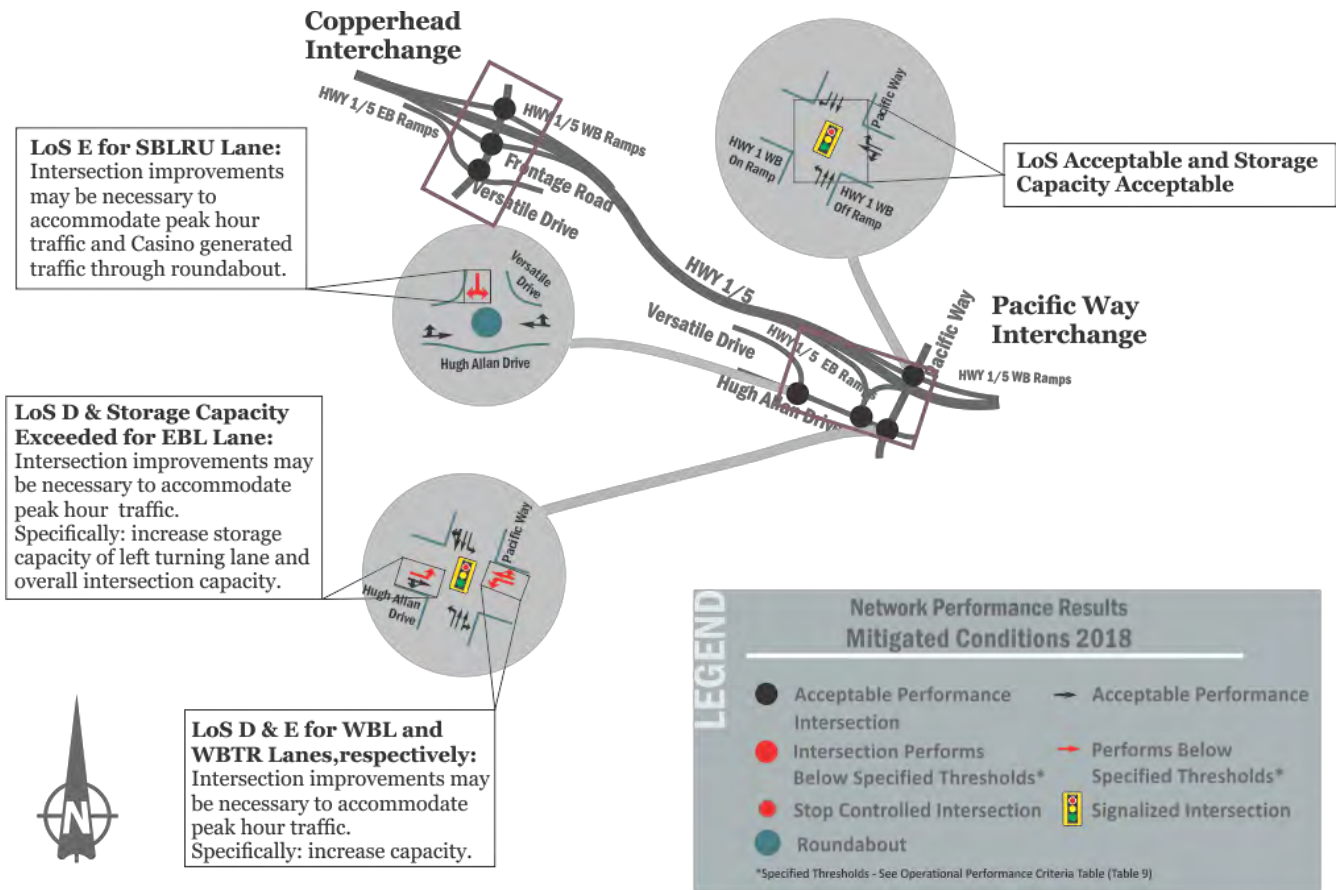 Copperhead
Interchange
HWY 1/5 EB Ramps
HWY 1/5 WB Ramps
Frontage Road
Versatile Drive
LoS E for SBLRU Lane:
Intersection improvements
may be necessary to
accommodate peak hour
traffic and Casino generated
traffic through roundabout.
Pacific Way
HWY 1 WB
On Ramp
HWY 1 WB
Off Ramp
LoS Acceptable and Storage
Capacity Acceptable
Versatile
Drive
Hugh Allan Drive
HWY 1/5
Pacific Way
Interchange
Versatile Drive
HWY 1/5 EB Ramps
Pacific Way
HWY 1/5 WB Ramps
Hugh Allan Drive
LoS D & Storage Capacity
Exceeded for EBL Lane:
Intersection improvements may
be necessary to accommodate
peak hour traffic.
Specifically: increase storage
capacity of left turning lane and
overall intersection capacity.
Pacific Way
Hugh Allan
Drive
LoS D & E for WBL and
WBTR Lanes,respectively:
Intersection improvements may
be necessary to accommodate
peak hour traffic.
Specifically: increase capacity.
N
LEGEND
Network Performance Results
Mitigated Conditions 2018
Acceptable Performance
Intersection
Acceptable Performance
Intersection Performs
Below Specified Thresholds*
Performs Below
Specified Thresholds*
Stop Controlled Intersection
Signalized Intersection
Roundabout
*Specified Thresholds - See Operational Performance Criteria Table (Table 9)